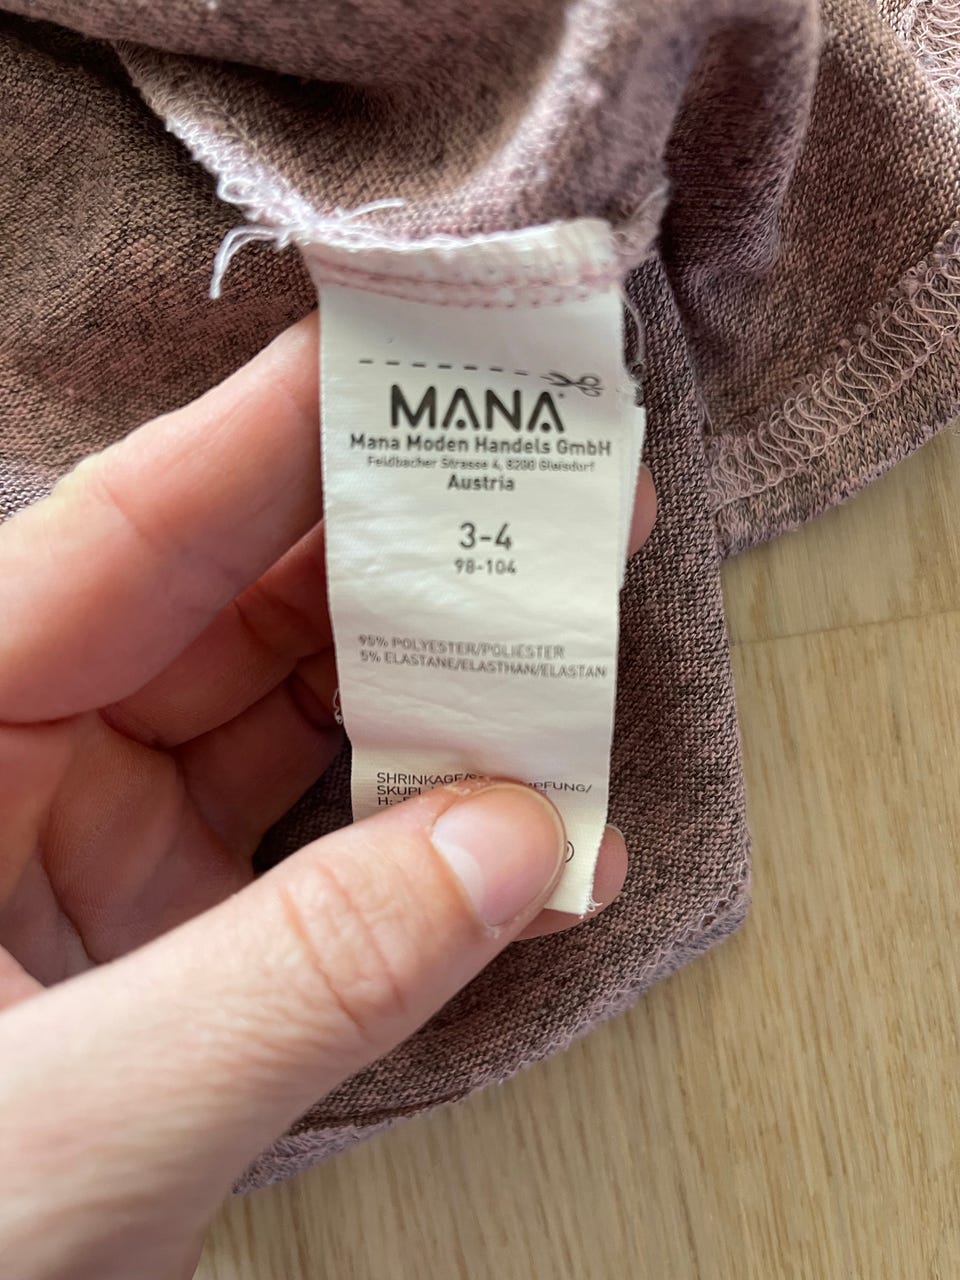 MANA
Mana Moden Handels GmbH
Feldbacher Strasse 4, 8200 Gleisdorf
Austria
3-4
98-104
95% POLYESTER/POLIÉSTER
5% ELASTANE/ELASTHAN/ELASTAN
SHRINKAGE/